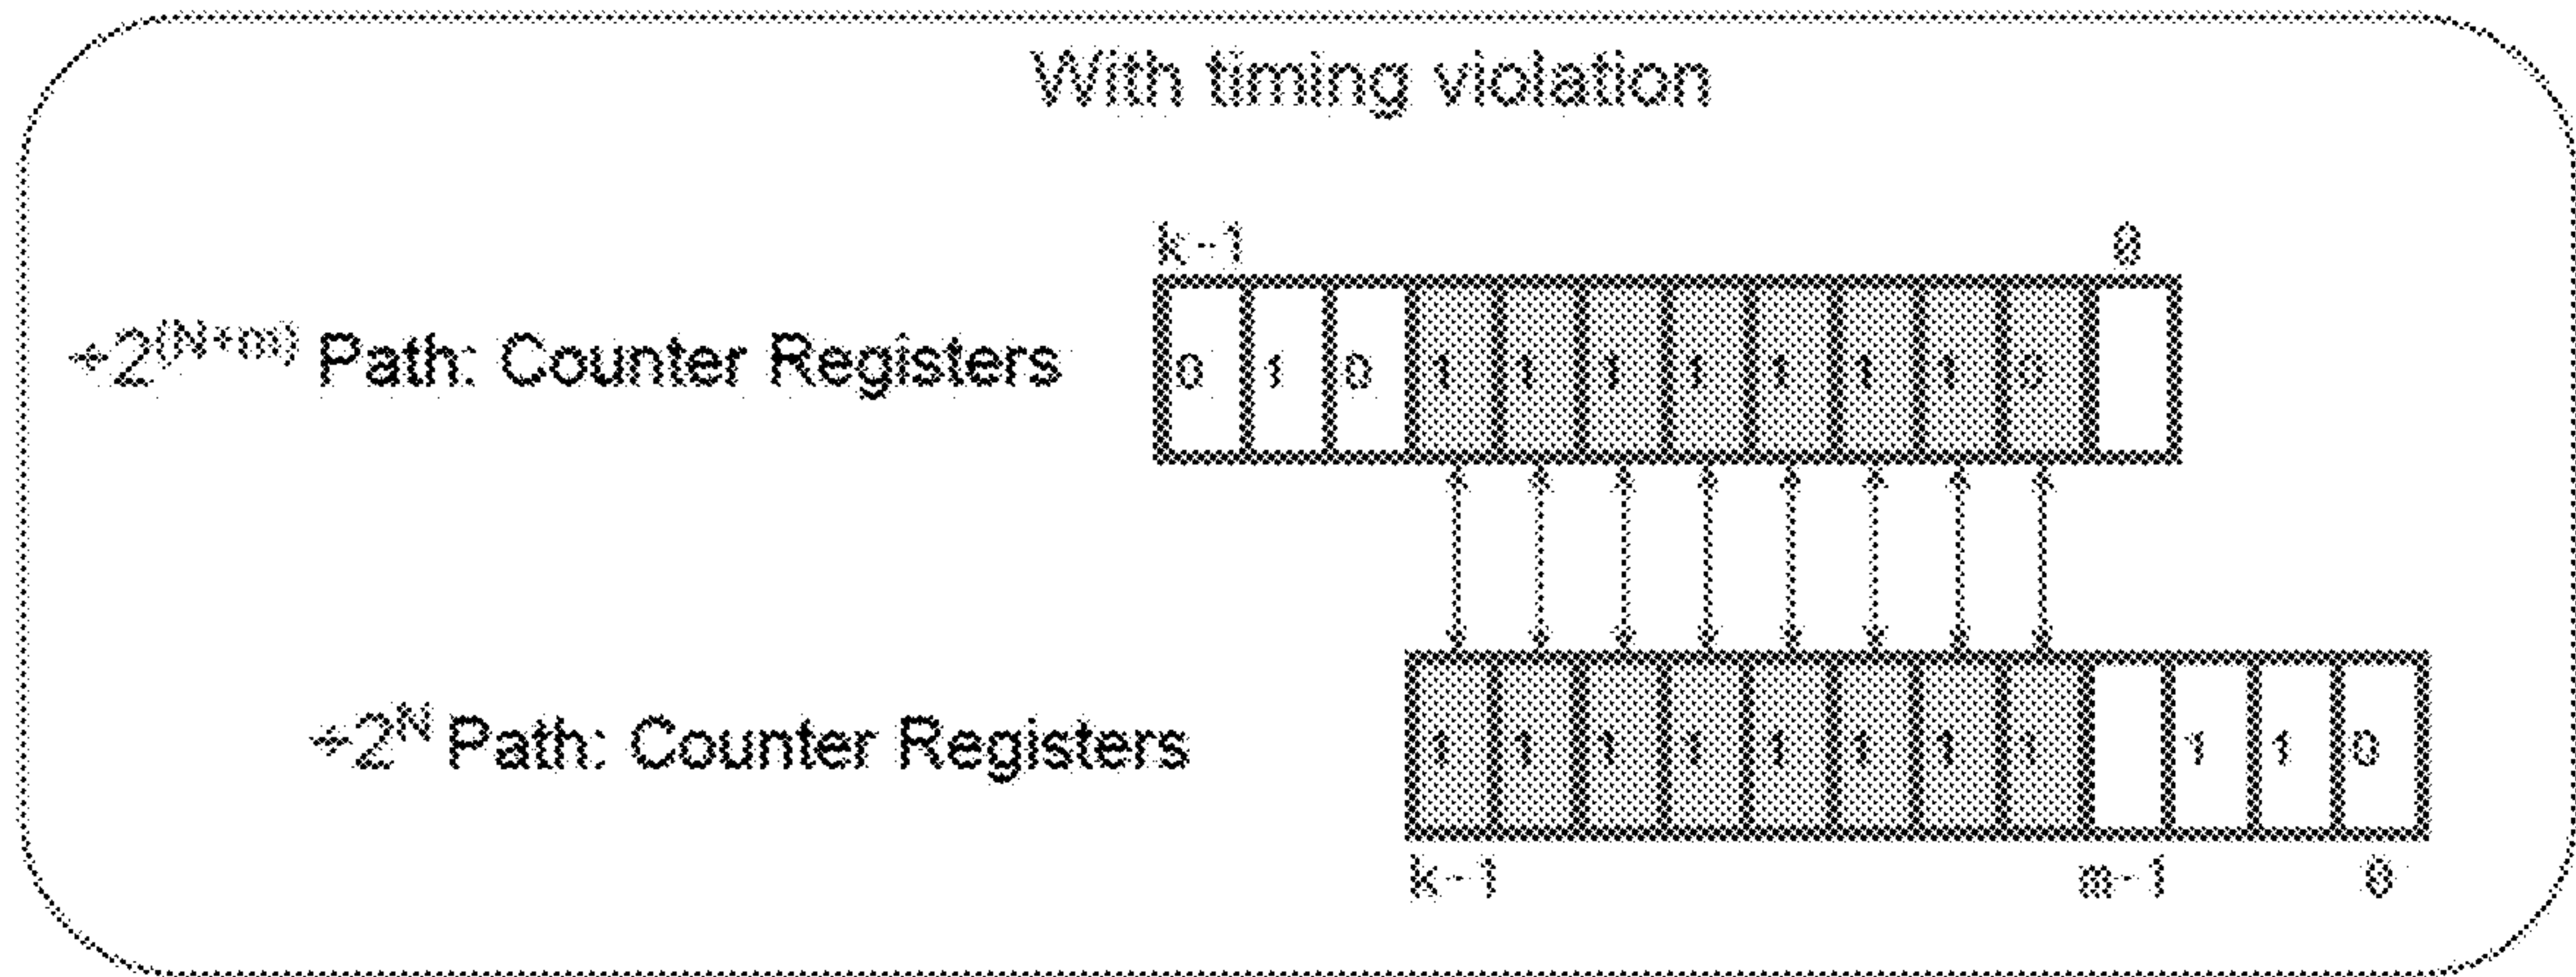 With timing violation
k-1 0
÷2^(N+m) Path: Counter Registers 0 1 0 1 1 1 1 1 1 1 0
÷2^N Path: Counter Registers 1 1 1 1 1 1 1 1 1 1 0
k-1 m-1 0